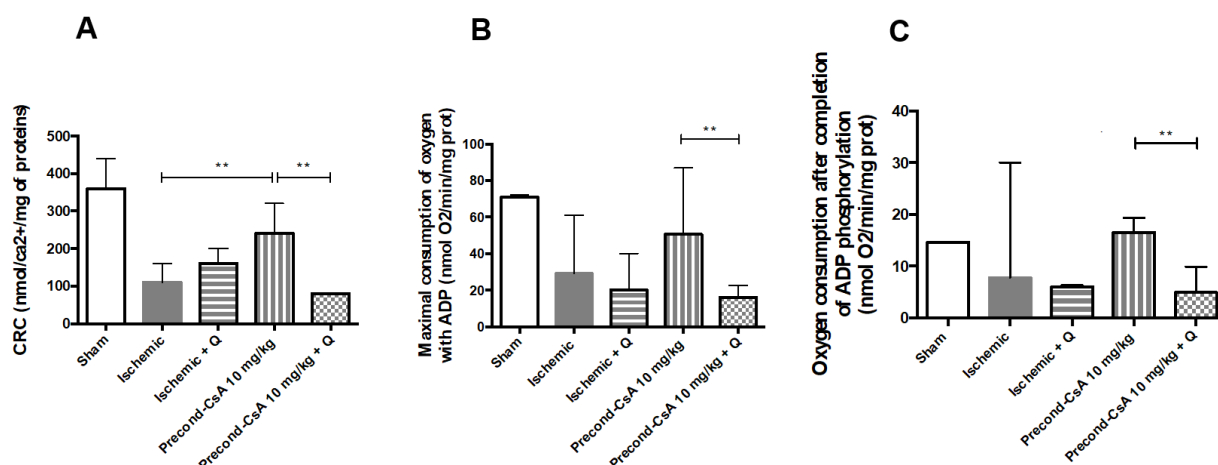 A
CRC (nmol/ca2+/mg of proteins)
500
400
300
200
100
0
**
**
Sham
Ischemic
Ischemic + Q
Precond-CsA 10 mg/kg
Precond-CsA 10 mg/kg + Q
B
Maximal consumption of oxygen
with ADP (nmol O2/min/mg prot)
100
80
60
40
20
0
**
Sham
Ischemic
Ischemic + Q
Precond-CsA 10 mg/kg
Precond-CsA 10 mg/kg + Q
C
Oxygen consumption after completion
of ADP phosphorylation
(nmol O2/min/mg prot)
40
30
20
10
0
**
Sham
Ischemic
Ischemic + Q
Precond-CsA 10 mg/kg
Precond-CsA 10 mg/kg + Q